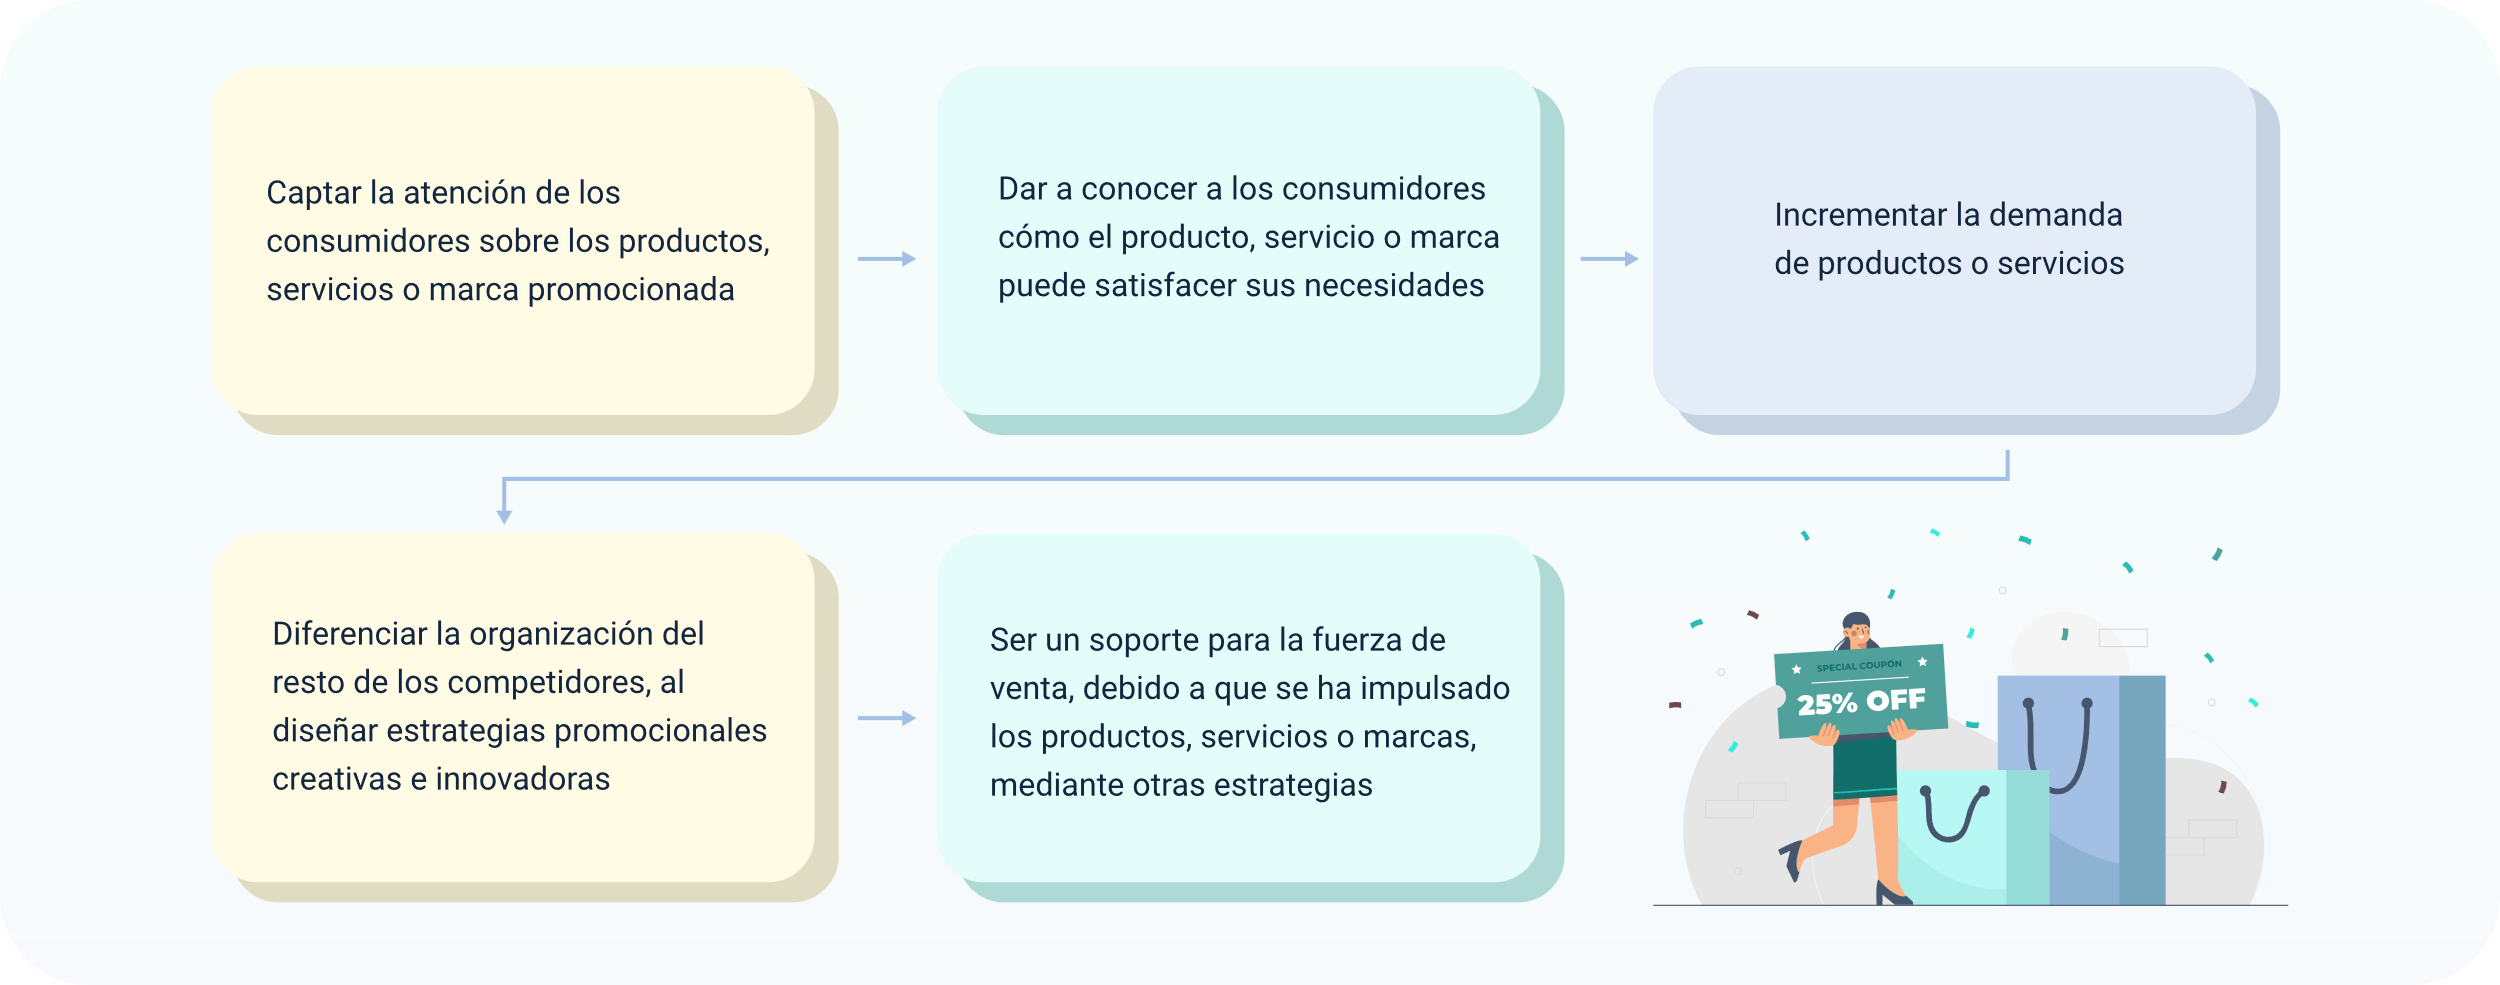 Captar la atención de los
consumidores sobre los productos,
servicios o marca promocionada
Dar a conocer a los consumidores
cómo el producto, servicio o marca
puede satisfacer sus necesidades
Incrementar la demanda
de productos o servicios
Diferenciar la organización del
resto de los competidores, al
diseñar estrategias promocionales
creativas e innovadoras
Ser un soporte para la fuerza de
venta, debido a que se ha impulsado
los productos, servicios o marcas,
mediante otras estrategias
SPECIAL COUPON
25% OFF